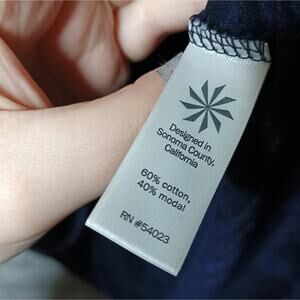 Designed in
Sonoma County,
California
60% cotton,
40% modal
RN #54023